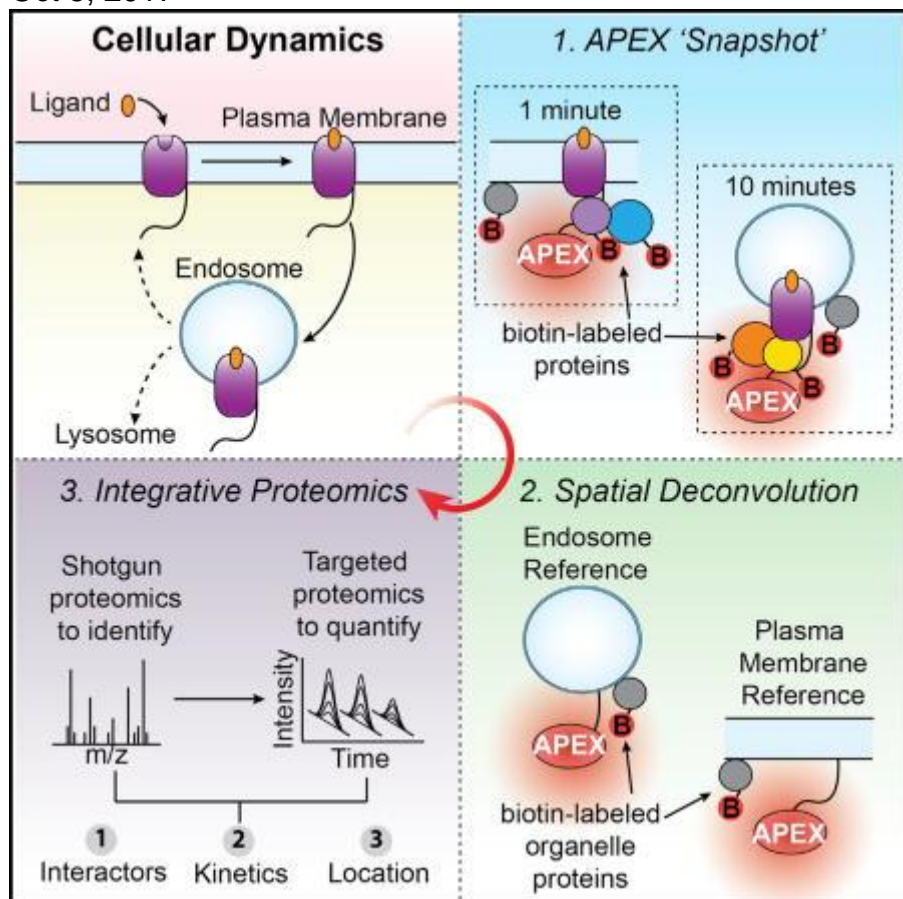 Cellular Dynamics
Ligand
Plasma Membrane
Endosome
Lysosome
1. APEX ‘Snapshot’
1 minute
B
APEX
B
B
10 minutes
biotin-labeled
proteins
B
B
B
APEX
3. Integrative Proteomics
Shotgun
proteomics
to identify
m/z
Targeted
proteomics
to quantify
Intensity
Time
1
2
3
Interactors
Kinetics
Location
2. Spatial Deconvolution
Endosome
Reference
B
APEX
Plasma
Membrane
Reference
B
APEX
biotin-labeled
organelle
proteins